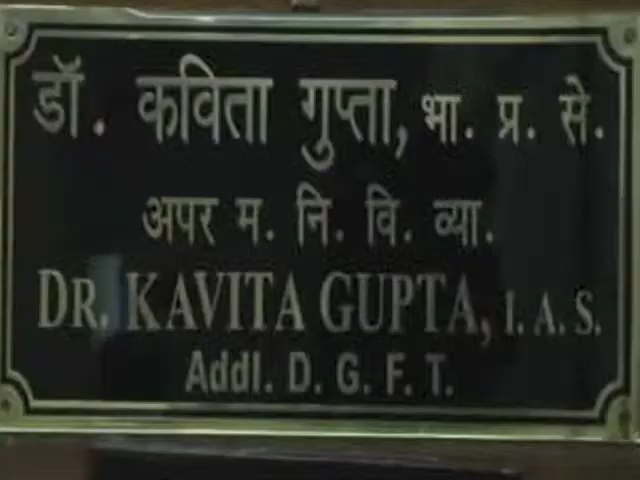 डॉ. कविता गुप्ता, भा. प्र. से.
अपर म. नि. वि. व्या.
DR. KAVITA GUPTA, I. A. S.
Addl. D. G. F. T.